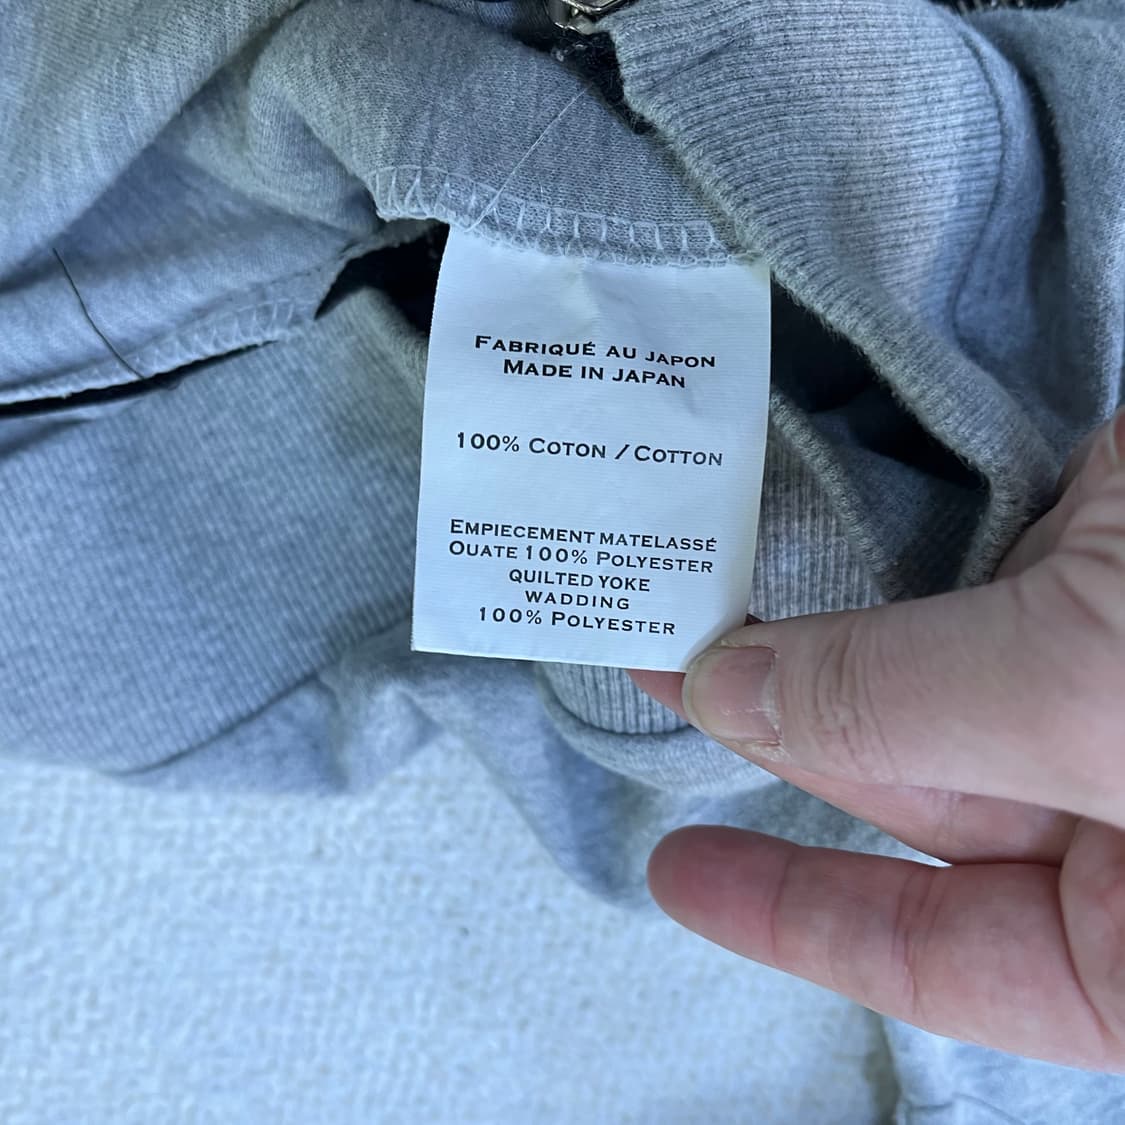 FABRIQUÉ AU JAPON
MADE IN JAPAN
100% COTON / COTTON
EMPIECEMENT MATELASSÉ
OUATE 100% POLYESTER
QUILTED YOKE
WADDING
100% POLYESTER